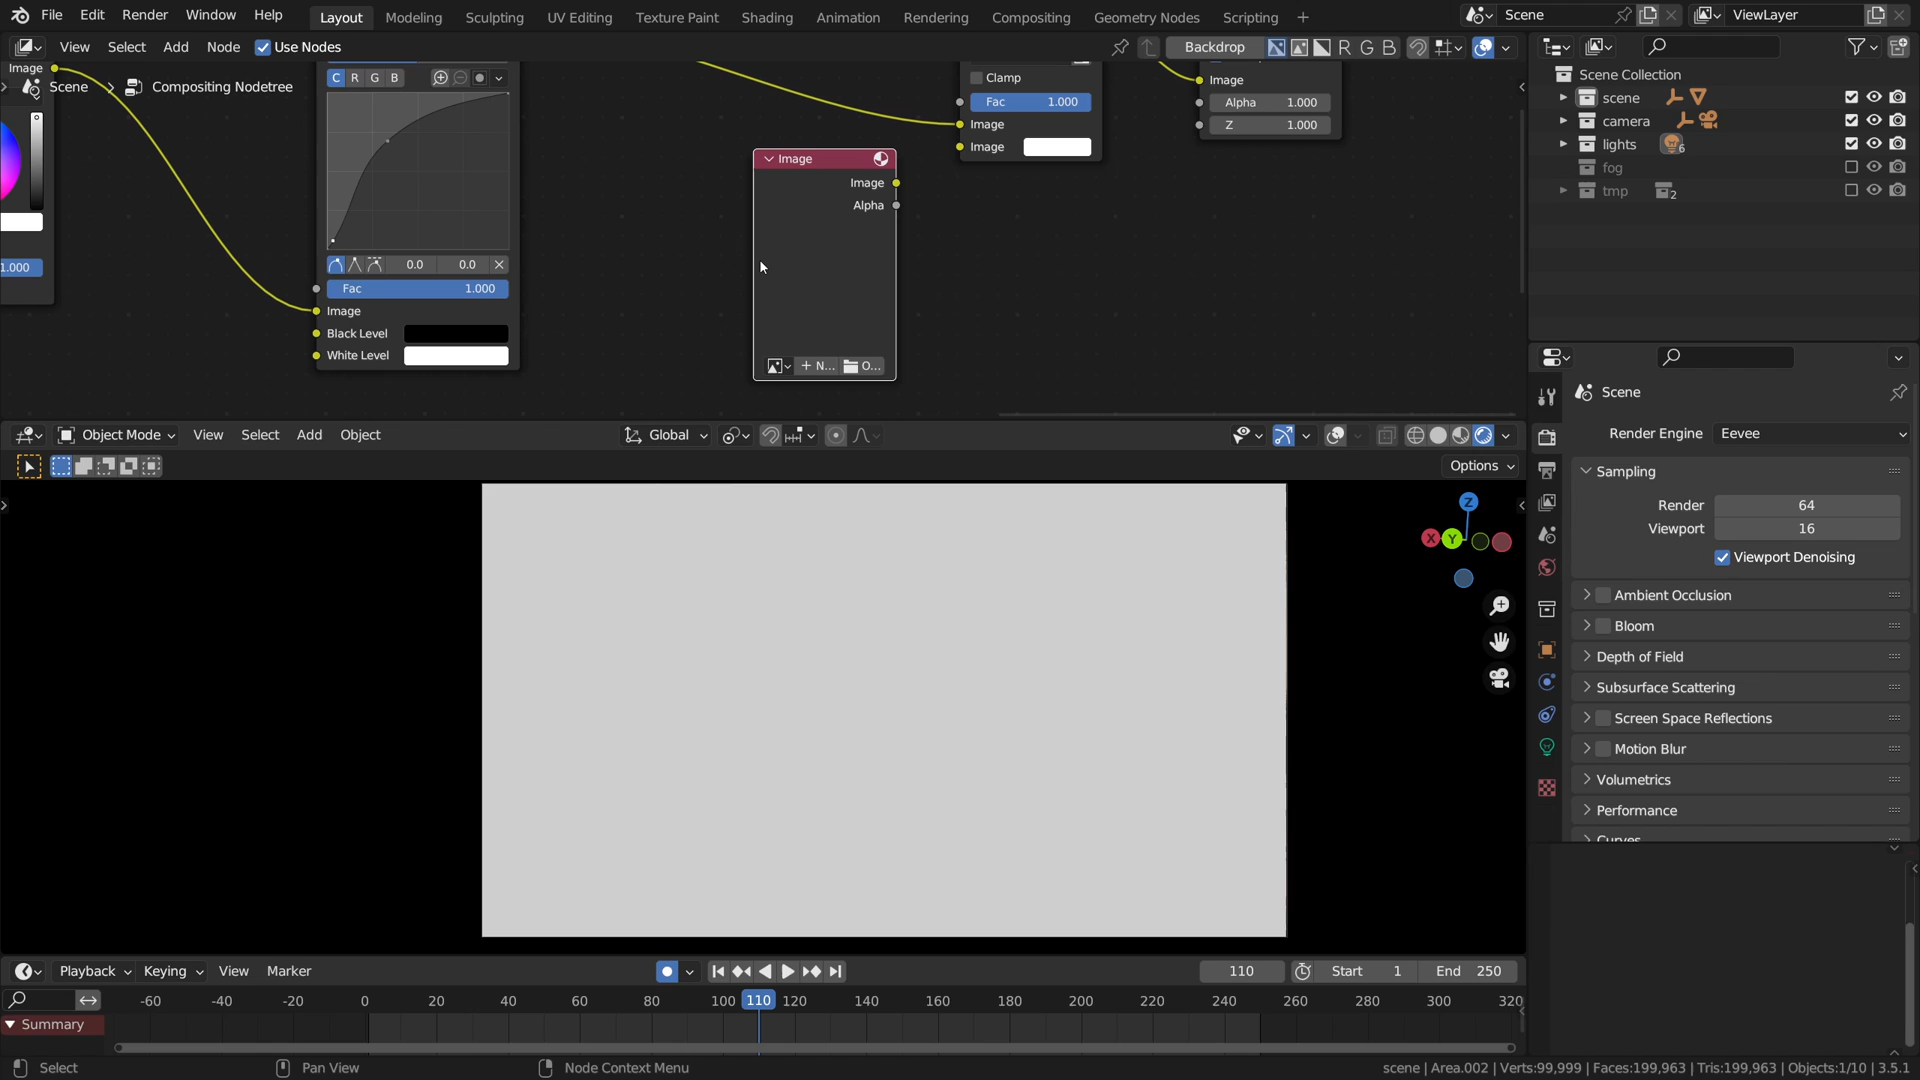 File Edit Render Window Help Layout Modeling Sculpting UV Editing Texture Paint Shading Animation Rendering Compositing Geometry Nodes Scripting + Scene ViewLayer
View Select Add Node Use Nodes Backdrop R G B
Image
Scene > Compositing Nodetree
C R G B
1.000
0.0 0.0
Fac 1.000
Image
Black Level
White Level
Image
Image
Alpha
N... O...
Clamp
Fac 1.000
Image
Image
Image
Alpha 1.000
Z 1.000
Scene Collection
scene
camera
lights 6
fog
tmp 2
Scene
Render Engine Eevee
Sampling
Render 64
Viewport 16
Viewport Denoising
Ambient Occlusion
Bloom
Depth of Field
Subsurface Scattering
Screen Space Reflections
Motion Blur
Volumetrics
Performance
Curves
Object Mode View Select Add Object Global
Options
Z
X Y
Playback Keying View Marker 110 Start 1 End 250
-60 -40 -20 0 20 40 60 80 100 110 120 140 160 180 200 220 240 260 280 300 320
Summary
Select Pan View Node Context Menu scene | Area.002 | Verts:99,999 | Faces:199,963 | Tris:199,963 | Objects:1/10 | 3.5.1